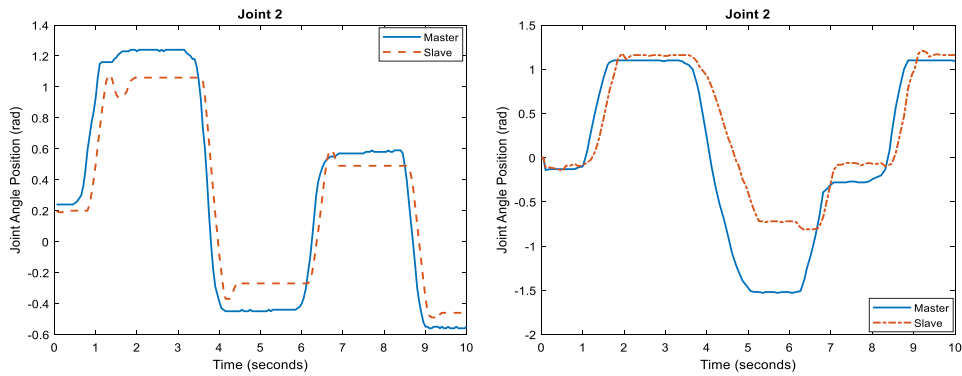 Joint 2
1.4
1.2
1
0.8
0.6
0.4
0.2
0
-0.2
-0.4
-0.6
0 1 2 3 4 5 6 7 8 9 10
Joint Angle Position (rad)
Time (seconds)
Master
Slave
Joint 2
1.5
1
0.5
0
-0.5
-1
-1.5
-2
0 1 2 3 4 5 6 7 8 9 10
Joint Angle Position (rad)
Time (seconds)
Master
Slave